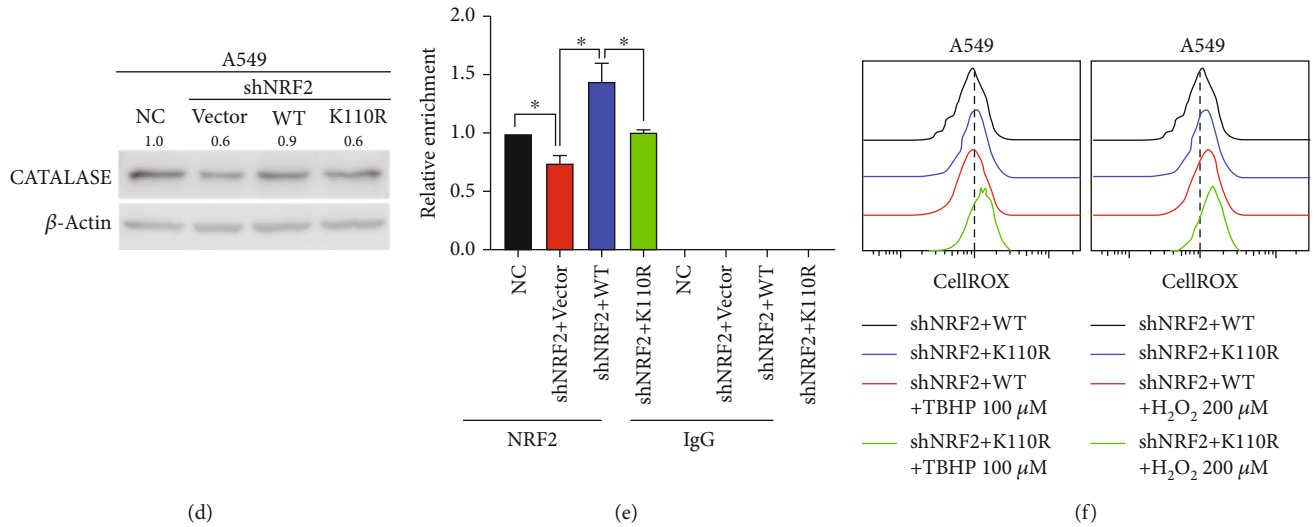 A549
shNRF2
NC Vector WT K110R
1.0 0.6 0.9 0.6
CATALASE
β-Actin
(d)
Relative enrichment
2.0
1.5
1.0
0.5
0.0
* * *
NC
shNRF2+Vector
shNRF2+WT
shNRF2+K110R
NC
shNRF2+Vector
shNRF2+WT
shNRF2+K110R
NRF2 IgG
(e)
A549
CellROX
shNRF2+WT
shNRF2+K110R
shNRF2+WT
+TBHP 100 μM
shNRF2+K110R
+TBHP 100 μM
A549
CellROX
shNRF2+WT
shNRF2+K110R
shNRF2+WT
+H₂O₂ 200 μM
shNRF2+K110R
+H₂O₂ 200 μM
(f)